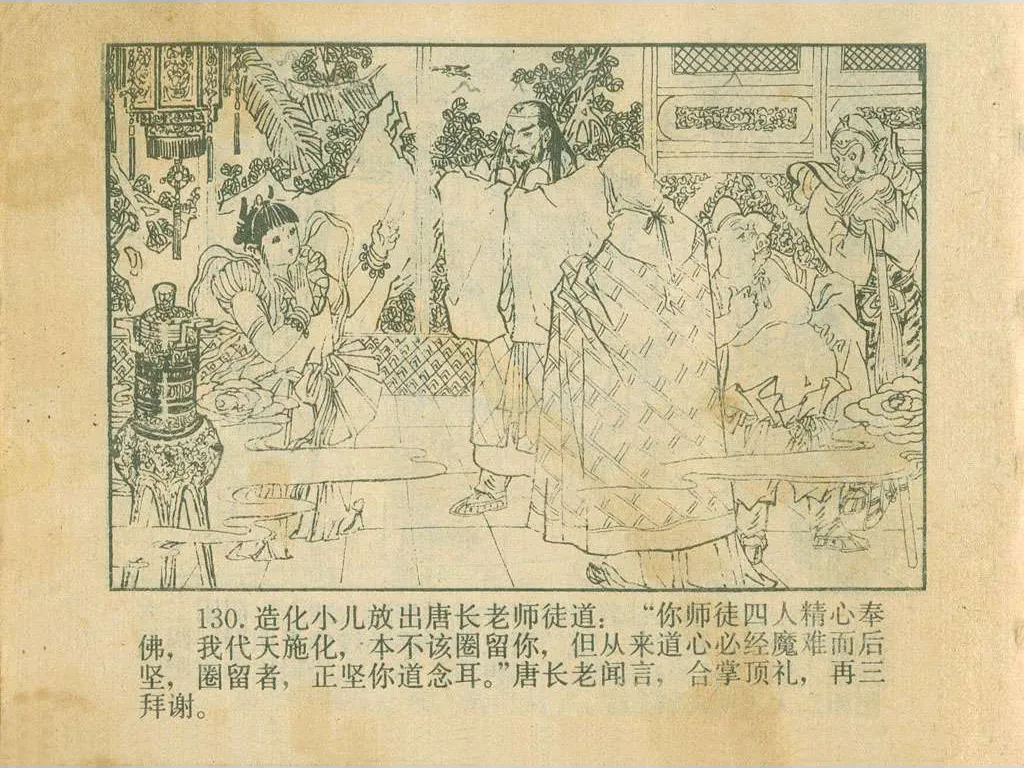 130. 造化小儿放出唐长老师徒道：“你师徒四人精心奉
佛，我代天施化，本不该圈留你，但从来道心必经魔难而后
坚，圈留者，正坚你道念耳。”唐长老闻言，合掌顶礼，再三
拜谢。